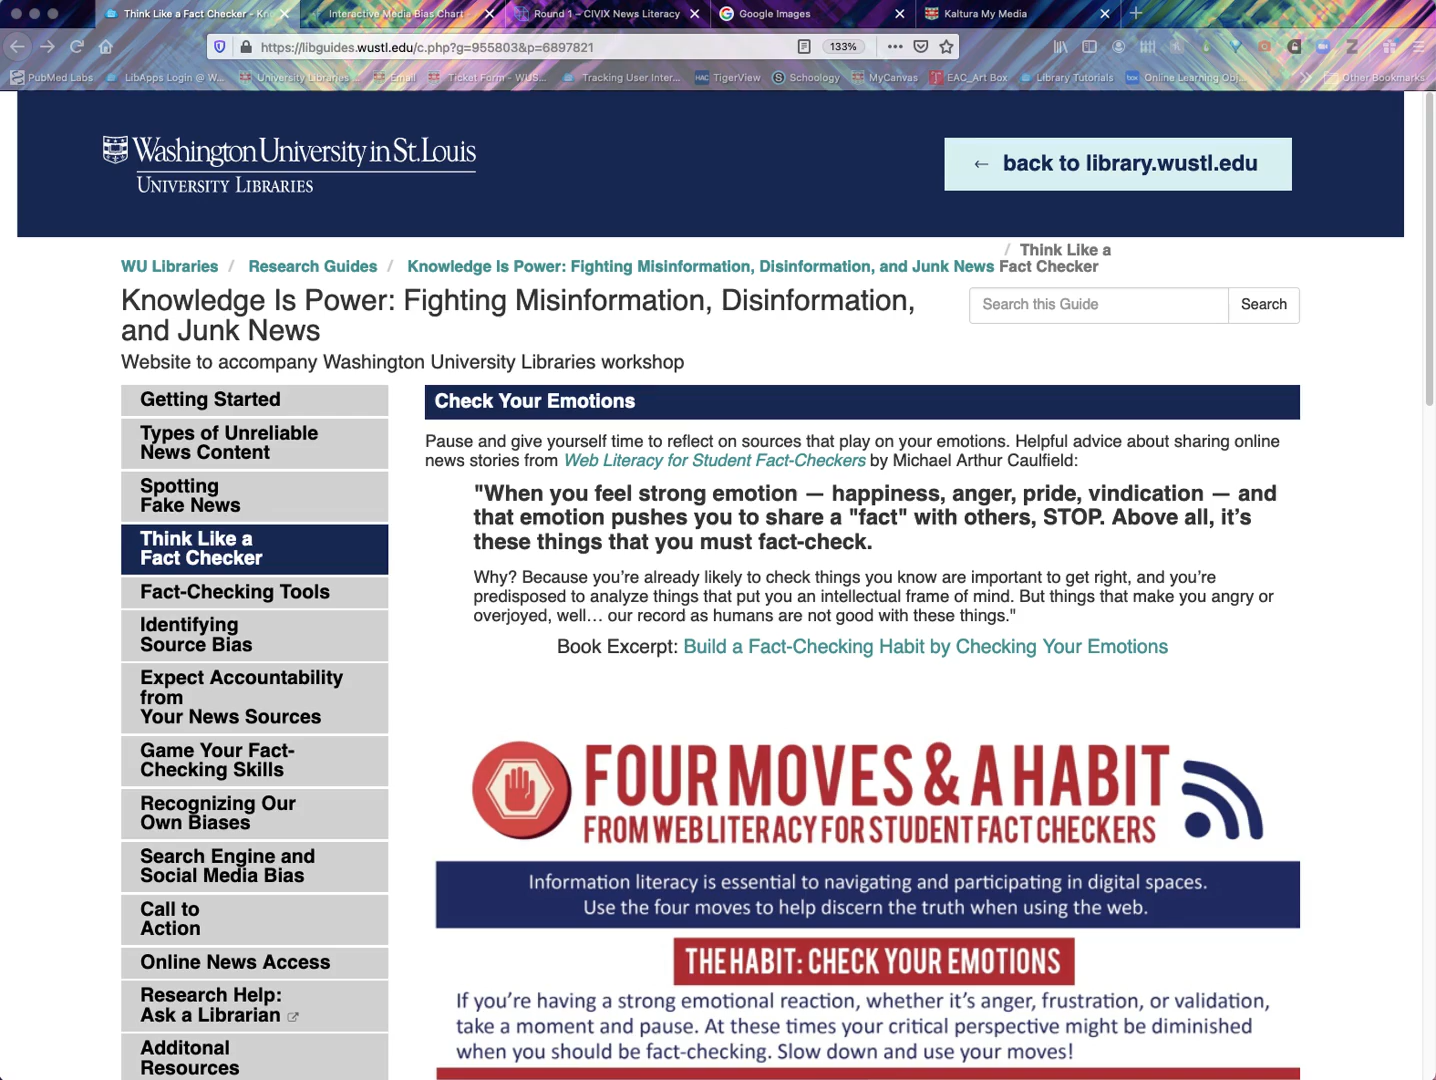 Think Like a Fact Checker - Kno
Interactive Media Bias Chart
Round 1 – CIVIX News Literacy
Google Images
Kaltura My Media
https://libguides.wustl.edu/c.php?g=955803&p=6897821
133%
PubMed Labs
LibApps Login @ W...
University Libraries
Email
Ticket Form - WUS...
Tracking User Inter...
TigerView
Schoology
MyCanvas
EAC_Art Box
Library Tutorials
Online Learning Obj...
Other Bookmarks
Washington University in St. Louis
University Libraries
← back to library.wustl.edu
WU Libraries / Research Guides / Knowledge Is Power: Fighting Misinformation, Disinformation, and Junk News / Think Like a
Fact Checker
Knowledge Is Power: Fighting Misinformation, Disinformation,
and Junk News
Search this Guide
Search
Website to accompany Washington University Libraries workshop
Getting Started
Types of Unreliable
News Content
Spotting
Fake News
Think Like a
Fact Checker
Fact-Checking Tools
Identifying
Source Bias
Expect Accountability
from
Your News Sources
Game Your Fact-
Checking Skills
Recognizing Our
Own Biases
Search Engine and
Social Media Bias
Call to
Action
Online News Access
Research Help:
Ask a Librarian
Additonal
Resources
Check Your Emotions
Pause and give yourself time to reflect on sources that play on your emotions. Helpful advice about sharing online
news stories from Web Literacy for Student Fact-Checkers by Michael Arthur Caulfield:
"When you feel strong emotion — happiness, anger, pride, vindication — and
that emotion pushes you to share a "fact" with others, STOP. Above all, it's
these things that you must fact-check.
Why? Because you're already likely to check things you know are important to get right, and you're
predisposed to analyze things that put you an intellectual frame of mind. But things that make you angry or
overjoyed, well… our record as humans are not good with these things."
Book Excerpt: Build a Fact-Checking Habit by Checking Your Emotions
FOUR MOVES & A HABIT
FROM WEB LITERACY FOR STUDENT FACT CHECKERS
Information literacy is essential to navigating and participating in digital spaces.
Use the four moves to help discern the truth when using the web.
THE HABIT: CHECK YOUR EMOTIONS
If you're having a strong emotional reaction, whether it's anger, frustration, or validation,
take a moment and pause. At these times your critical perspective might be diminished
when you should be fact-checking. Slow down and use your moves!